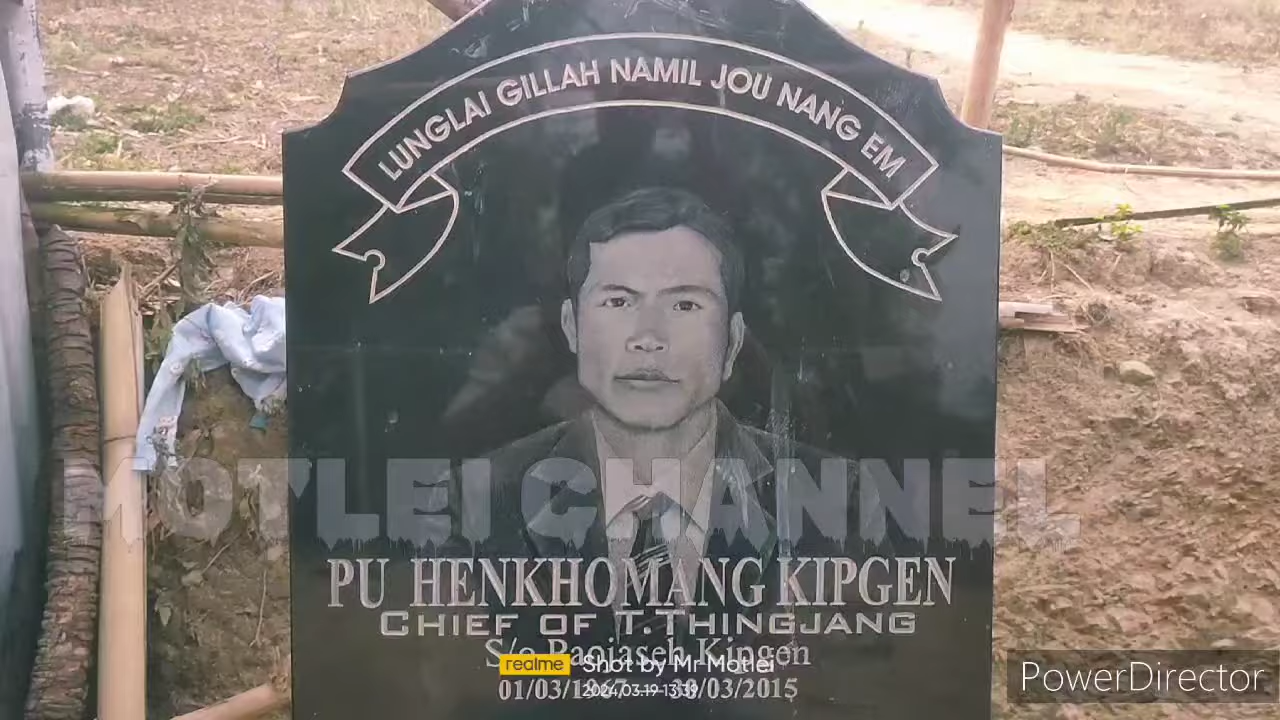 LUNGLAI GILLAH NAMIL JOU NANG EM
MOTLEI CHANNEL
PU HENKHOMANG KIPGEN
CHIEF OF T.THINGJANG
S/o Paojaseh Kipgen
realme Shot by Mr Motlei
01/03/1967 - /03/2015
2024.03.19 13:39
PowerDirector